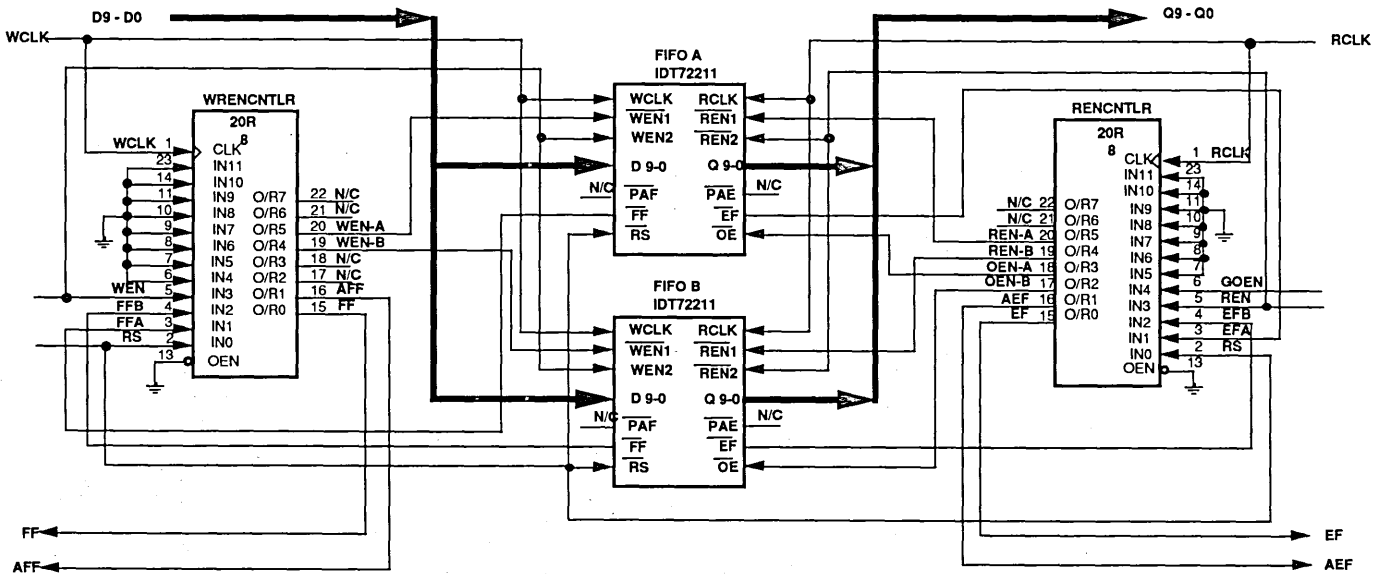 D9 - D0
Q9 - Q0
WCLK
RCLK
FIFO A
IDT72211
WCLK
RCLK
WEN1
REN1
WEN2
REN2
D 9-0
Q 9-0
N/C
PAF
PAE
N/C
FF
EF
RS
OE
FIFO B
IDT72211
WCLK
RCLK
WEN1
REN1
WEN2
REN2
D 9-0
Q 9-0
N/C
PAF
PAE
N/C
FF
EF
RS
OE
WRENCNTLR
20R
8
WCLK 1 CLK
23 IN11
14 IN10
11 IN9
10 IN8
9 IN7
8 IN6
7 IN5
6 IN4
WEN 5 IN3
FFB 4 IN2
FFA 3 IN1
RS 2 IN0
13 OEN
O/R7 22 N/C
O/R6 21 N/C
O/R5 20 WEN-A
O/R4 19 WEN-B
O/R3 18 N/C
O/R2 17 N/C
O/R1 16 AFF
O/R0 15 FF
RENCNTLR
20R
8
CLK 1 RCLK
IN11 23
IN10 14
IN9 11
IN8 10
IN7 9
IN6 8
IN5 7
IN4 6 GOEN
IN3 5 REN
IN2 4 EFB
IN1 3 EFA
IN0 2 RS
OEN 13
N/C 22 O/R7
N/C 21 O/R6
REN-A 20 O/R5
REN-B 19 O/R4
OEN-A 18 O/R3
OEN-B 17 O/R2
AEF 16 O/R1
EF 15 O/R0
FF
EF
AFF
AEF